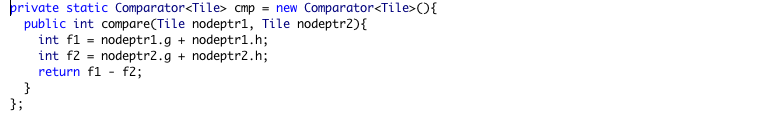 private static Comparator<Tile> cmp = new Comparator<Tile>(){
  public int compare(Tile nodeptr1, Tile nodeptr2){
    int f1 = nodeptr1.g + nodeptr1.h;
    int f2 = nodeptr2.g + nodeptr2.h;
    return f1 - f2;
  }
};